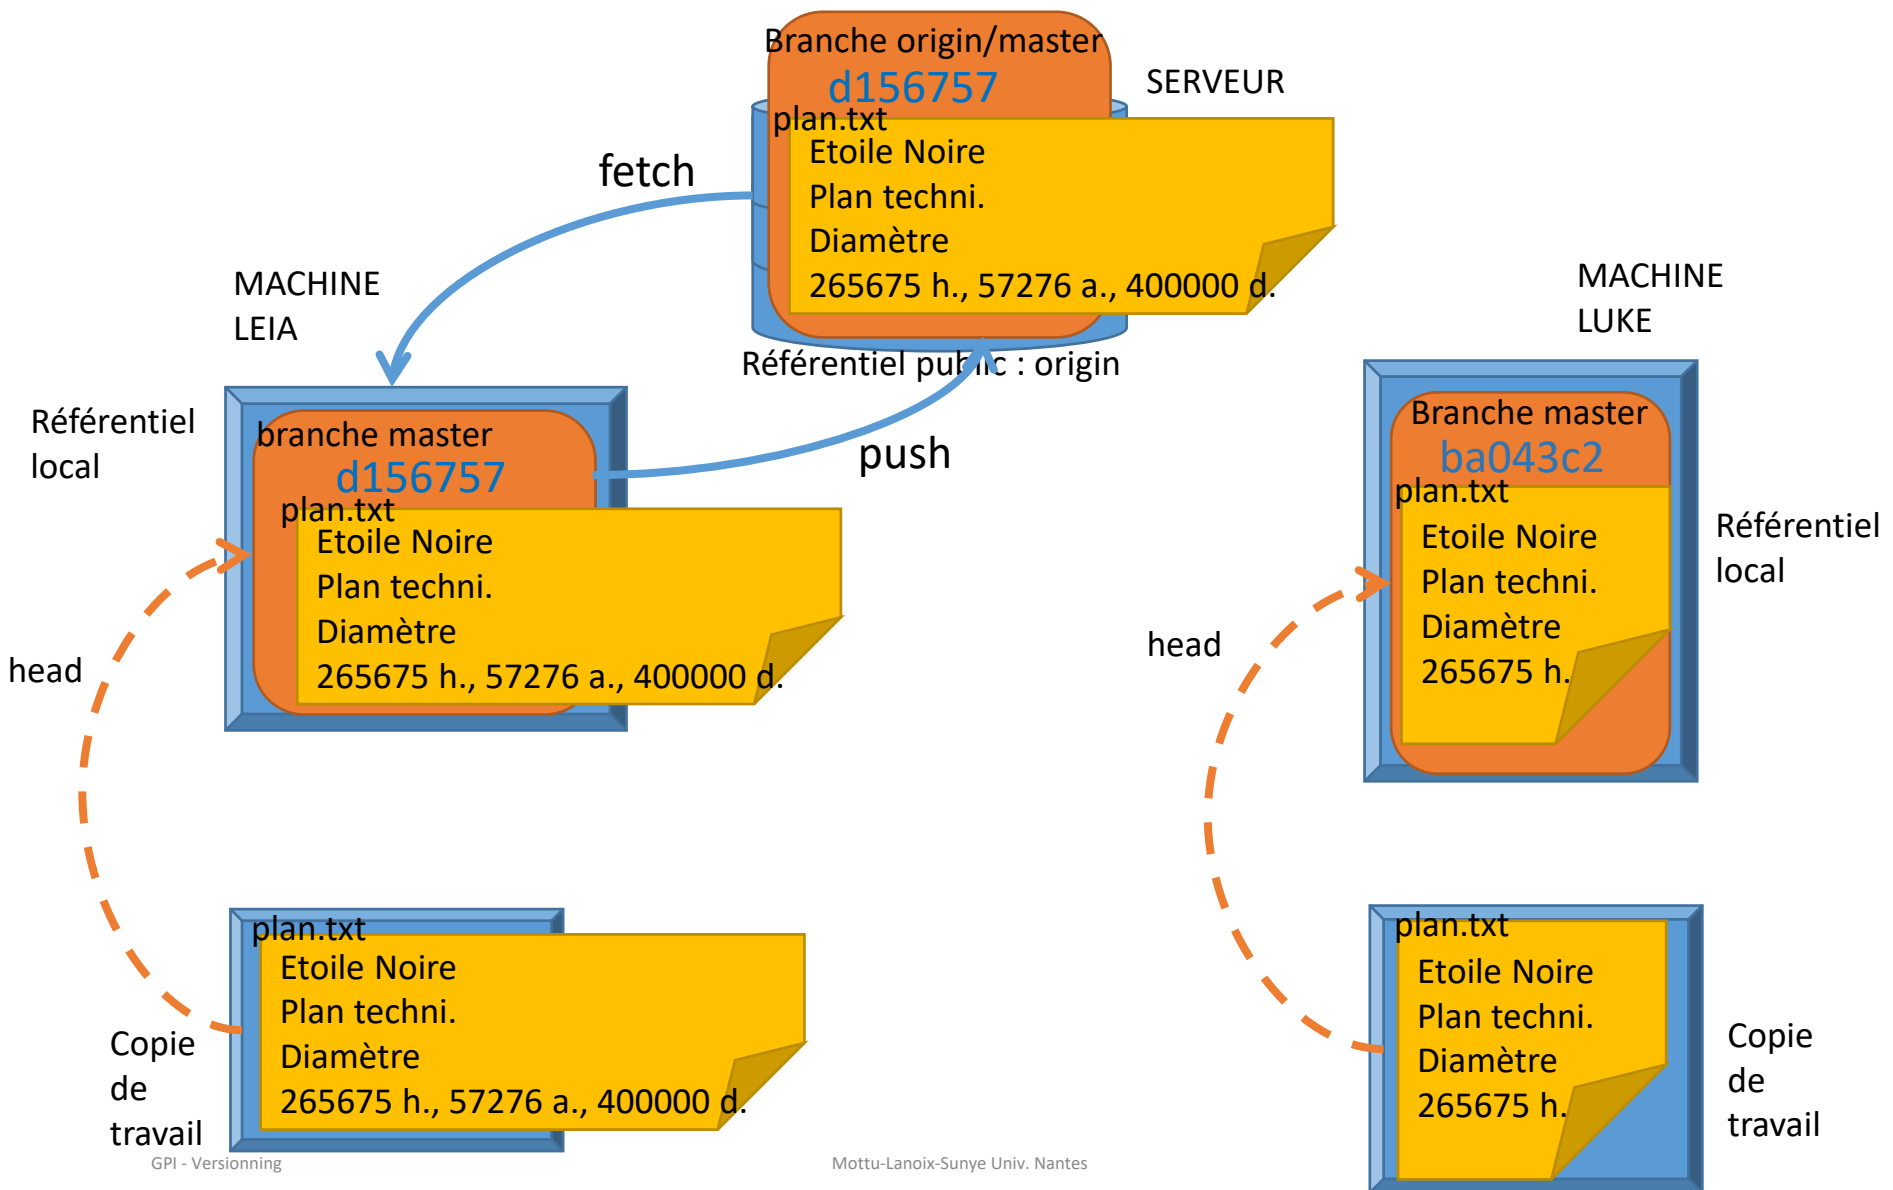 Branche origin/master
d156757
SERVEUR
plan.txt
Etoile Noire
Plan techni.
Diamètre
265675 h., 57276 a., 400000 d.
Référentiel public : origin
fetch
push
MACHINE
LEIA
Référentiel
local
branche master
d156757
plan.txt
Etoile Noire
Plan techni.
Diamètre
265675 h., 57276 a., 400000 d.
head
plan.txt
Etoile Noire
Plan techni.
Diamètre
265675 h., 57276 a., 400000 d.
Copie
de
travail
MACHINE
LUKE
Branche master
ba043c2
plan.txt
Etoile Noire
Plan techni.
Diamètre
265675 h.
Référentiel
local
head
plan.txt
Etoile Noire
Plan techni.
Diamètre
265675 h.
Copie
de
travail
GPI - Versionning
Mottu-Lanoix-Sunye Univ. Nantes